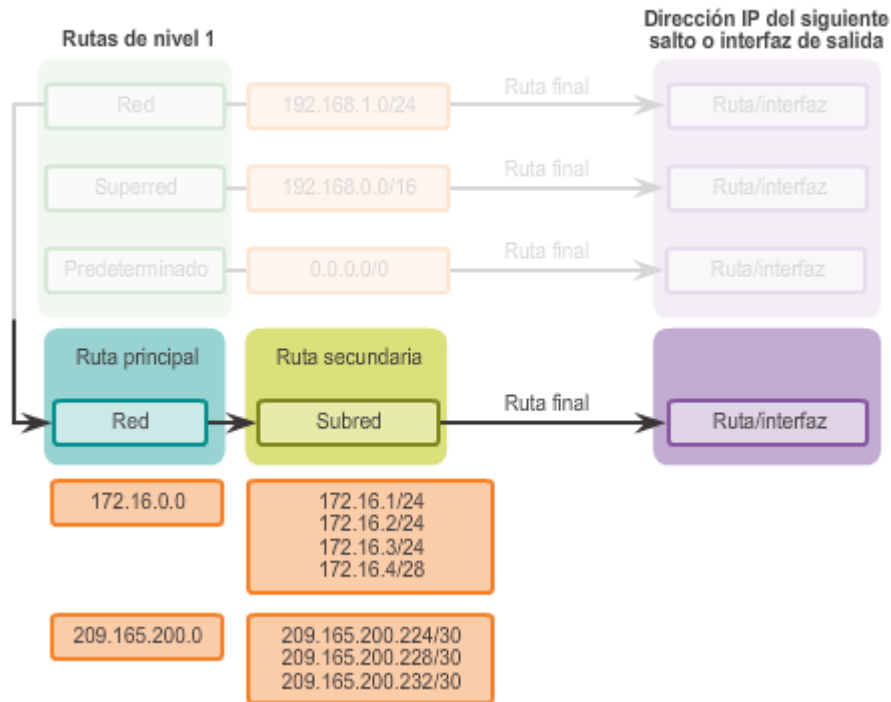 Rutas de nivel 1
Dirección IP del siguiente
salto o interfaz de salida
Red
192.168.1.0/24
Ruta final
Ruta/interfaz
Superred
192.168.0.0/16
Ruta final
Ruta/interfaz
Predeterminado
0.0.0.0/0
Ruta final
Ruta/interfaz
Ruta principal
Ruta secundaria
Red
Subred
Ruta final
Ruta/interfaz
172.16.0.0
172.16.1/24
172.16.2/24
172.16.3/24
172.16.4/28
209.165.200.0
209.165.200.224/30
209.165.200.228/30
209.165.200.232/30